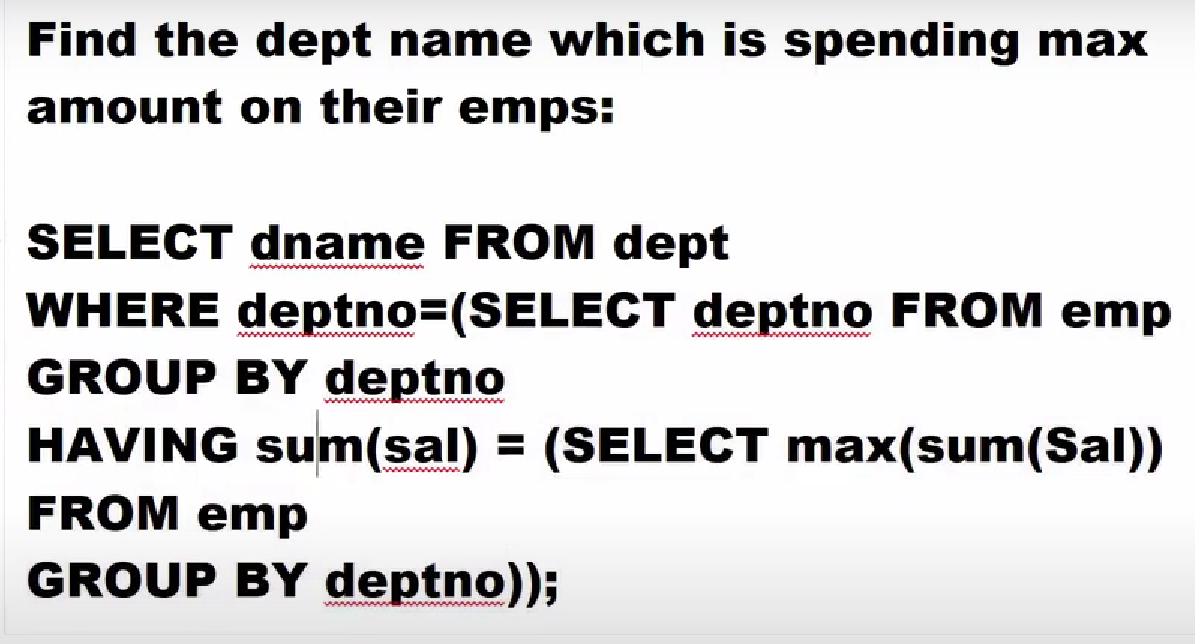 Find the dept name which is spending max
amount on their emps:
SELECT dname FROM dept
WHERE deptno=(SELECT deptno FROM emp
GROUP BY deptno
HAVING sum(sal) = (SELECT max(sum(Sal))
FROM emp
GROUP BY deptno));